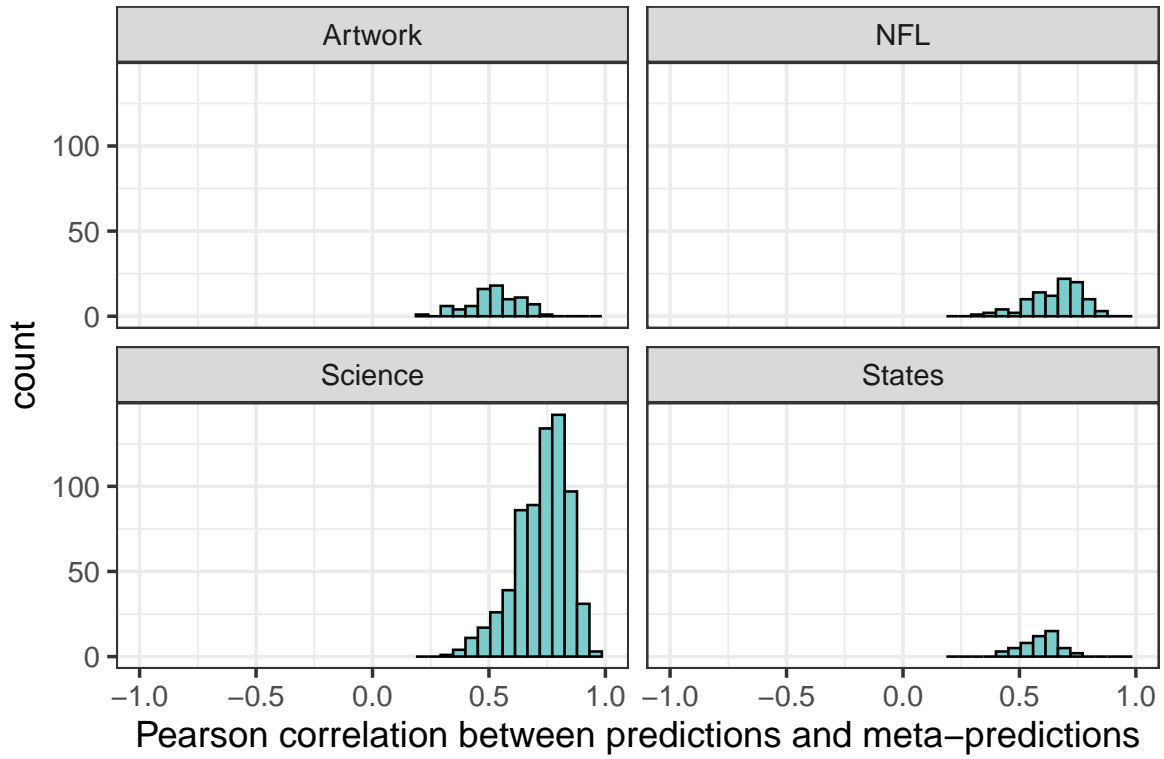 Artwork NFL
100
50
0
count
Science States
100
50
0
−1.0 −0.5 0.0 0.5 1.0 −1.0 −0.5 0.0 0.5 1.0
Pearson correlation between predictions and meta−predictions